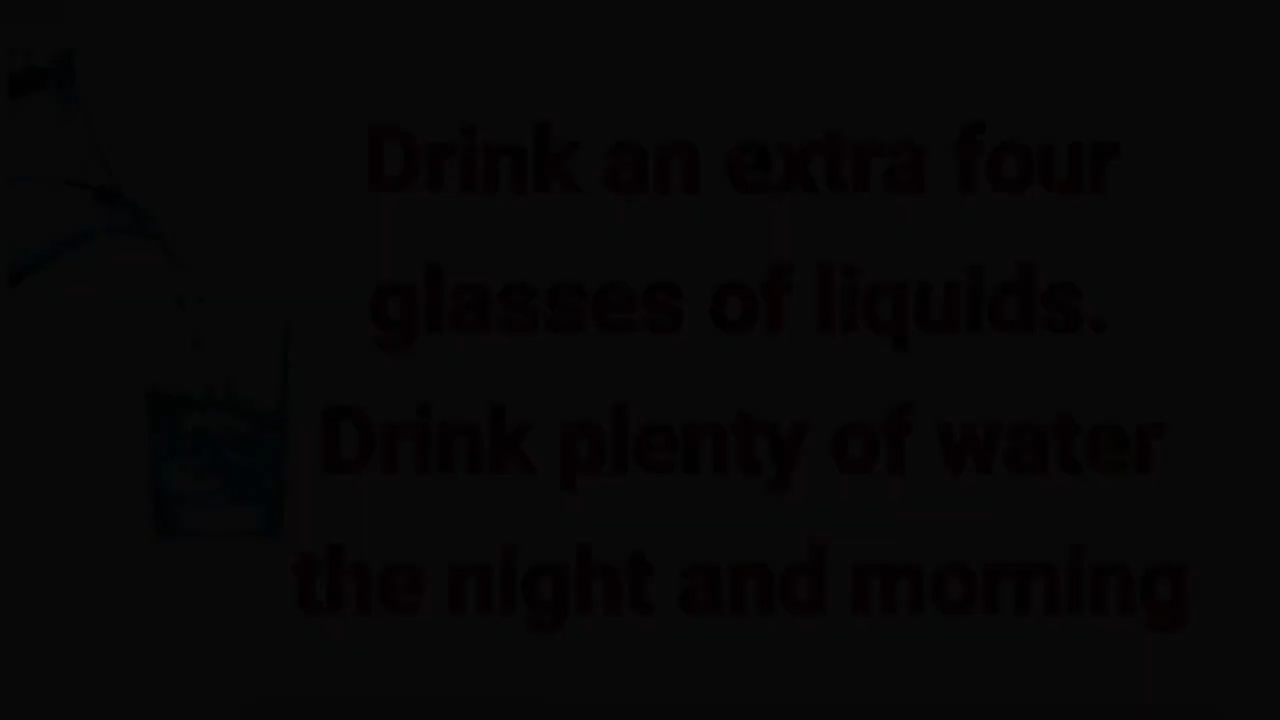 Drink an extra four
glasses of liquids.
Drink plenty of water
the night and morning